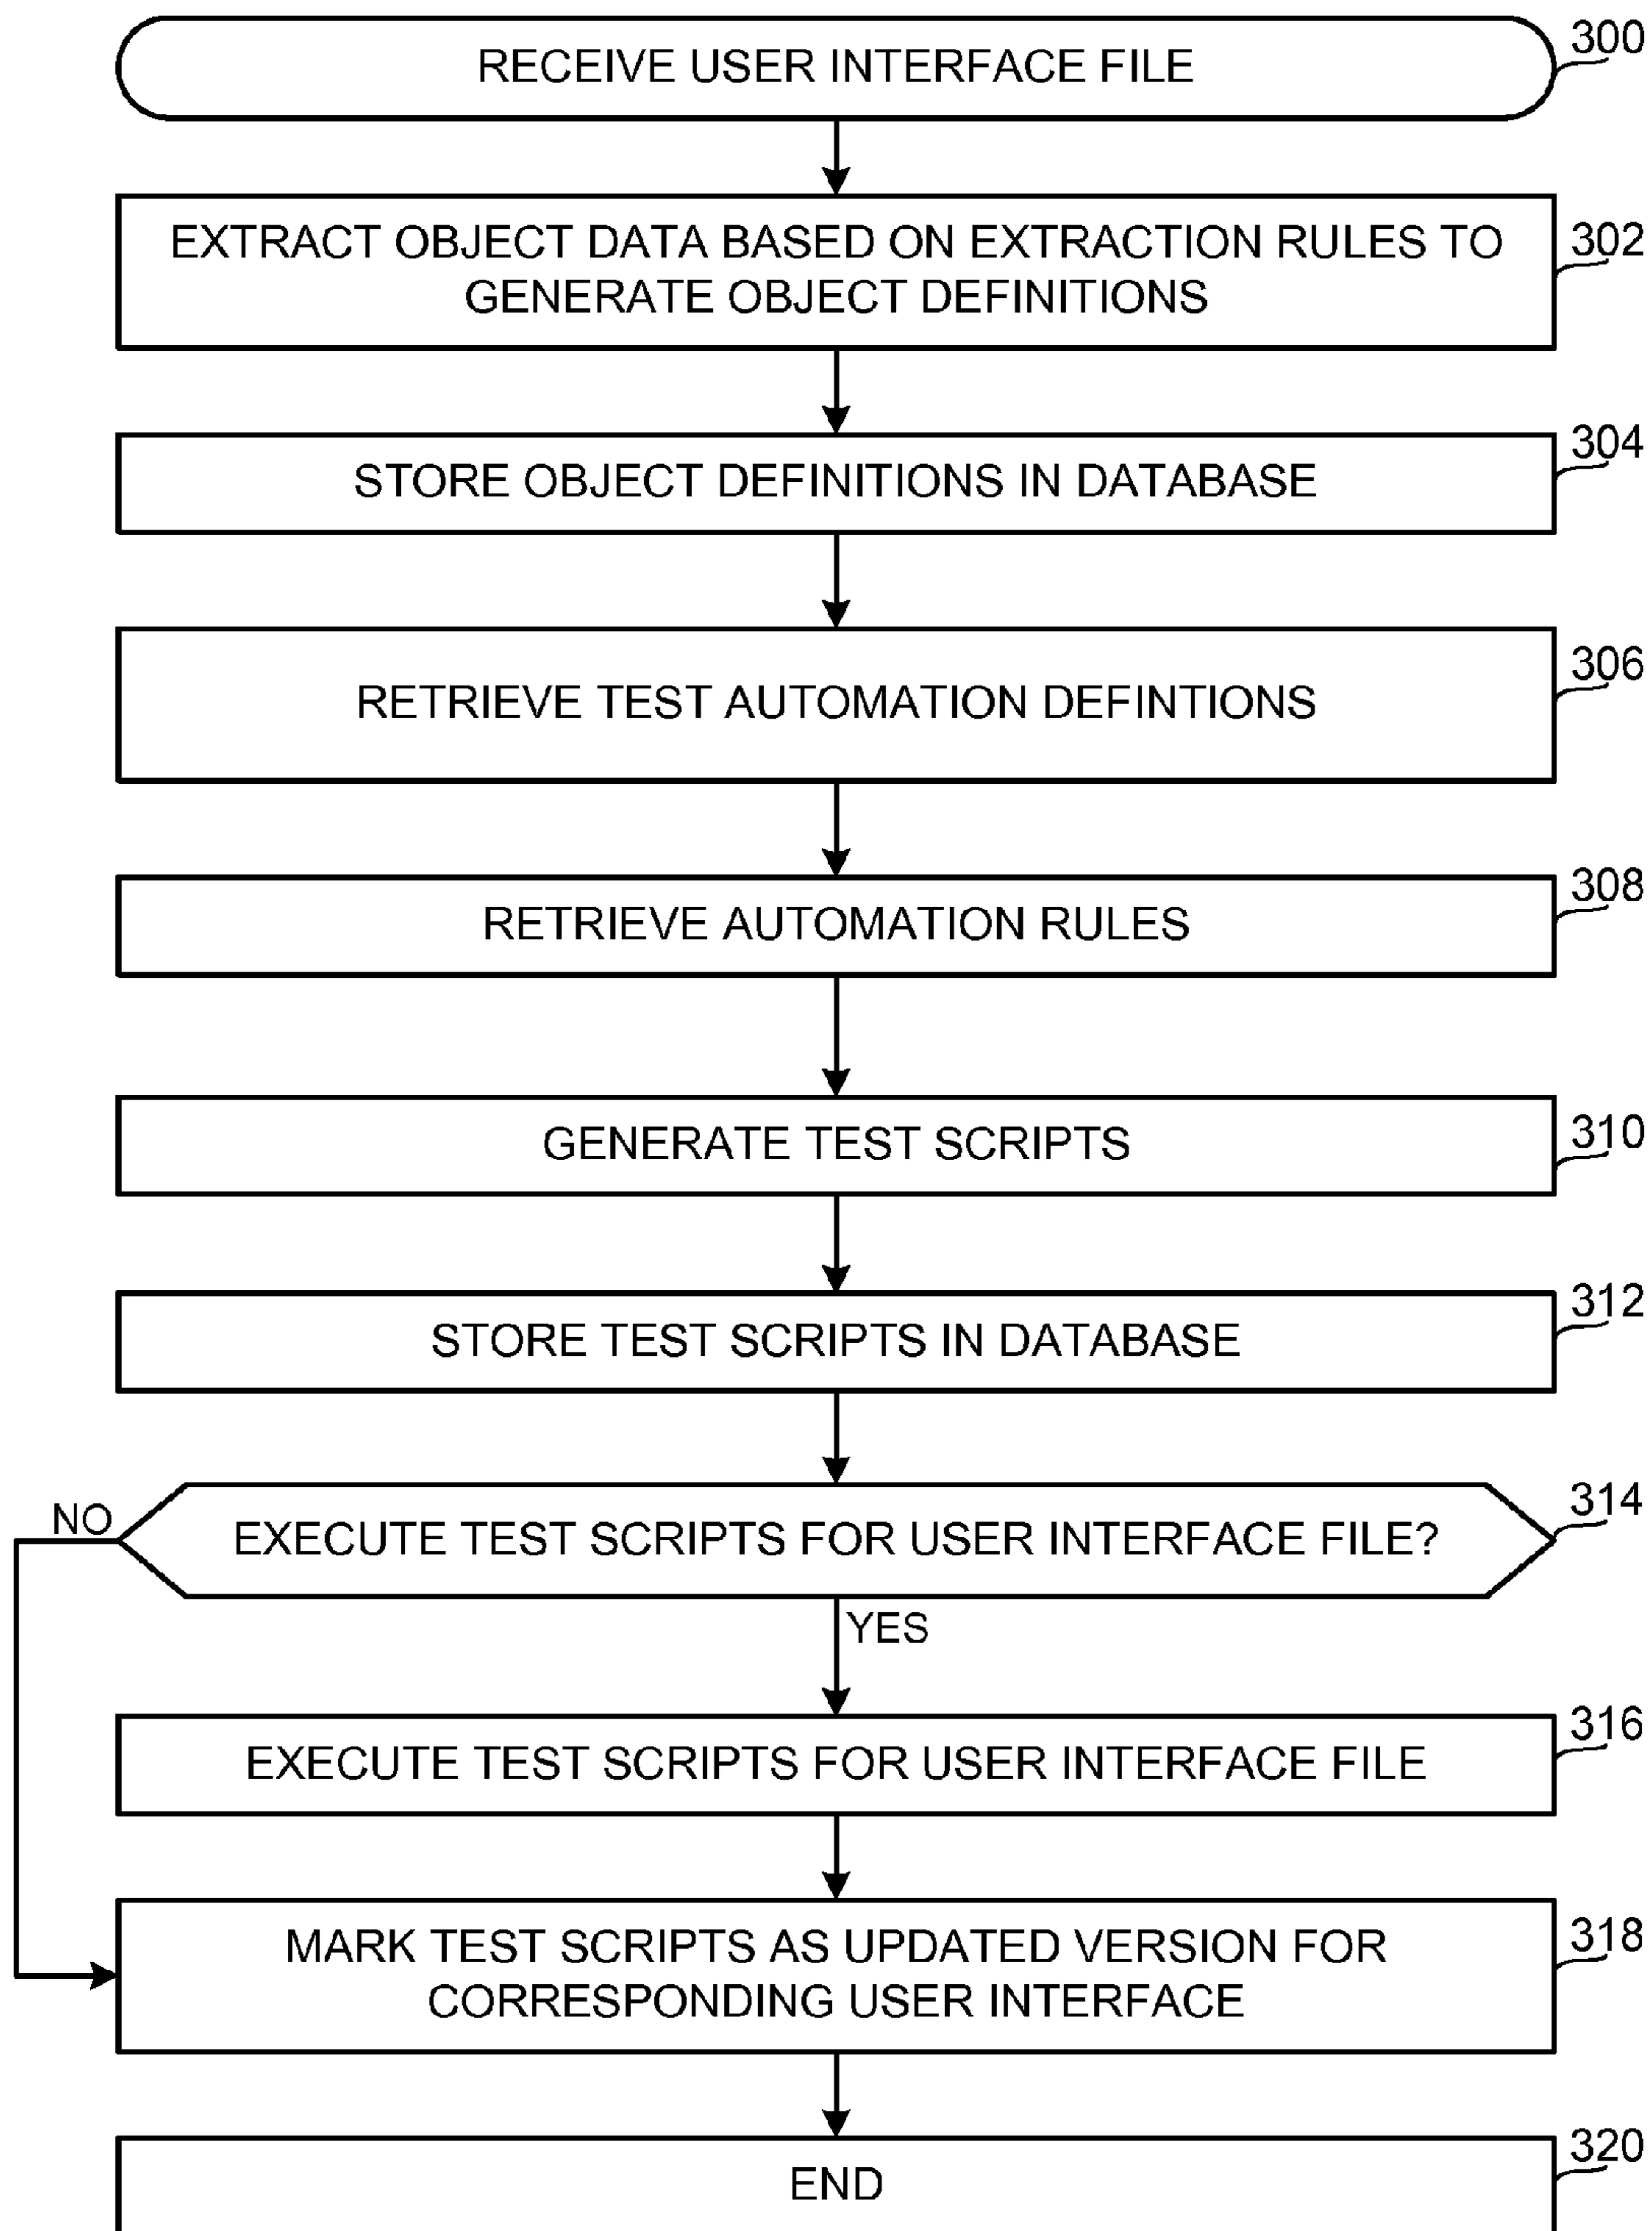 RECEIVE USER INTERFACE FILE
300
EXTRACT OBJECT DATA BASED ON EXTRACTION RULES TO
GENERATE OBJECT DEFINITIONS
302
STORE OBJECT DEFINITIONS IN DATABASE
304
RETRIEVE TEST AUTOMATION DEFINTIONS
306
RETRIEVE AUTOMATION RULES
308
GENERATE TEST SCRIPTS
310
STORE TEST SCRIPTS IN DATABASE
312
NO
EXECUTE TEST SCRIPTS FOR USER INTERFACE FILE?
314
YES
EXECUTE TEST SCRIPTS FOR USER INTERFACE FILE
316
MARK TEST SCRIPTS AS UPDATED VERSION FOR
CORRESPONDING USER INTERFACE
318
END
320